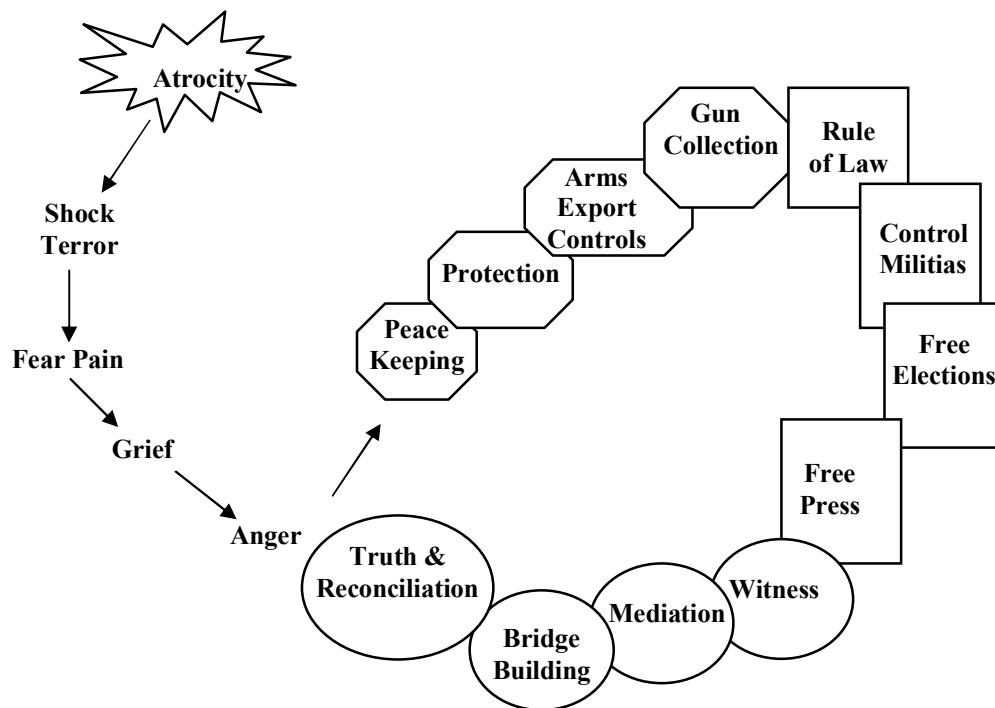 Atrocity
Shock
Terror
Fear Pain
Grief
Anger
Peace
Keeping
Protection
Arms
Export
Controls
Gun
Collection
Rule
of Law
Control
Militias
Free
Elections
Free
Press
Witness
Mediation
Bridge
Building
Truth &
Reconciliation